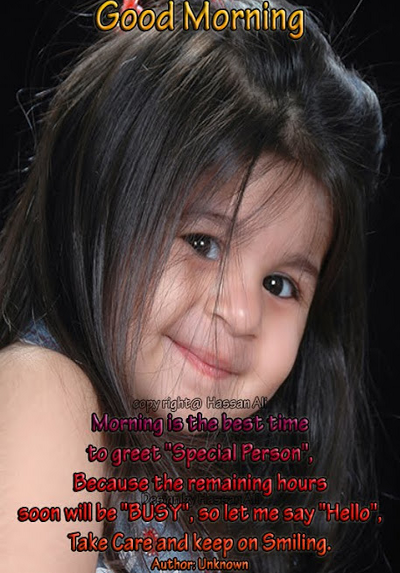 Good Morning
copy right@ Hassan Ali
Morning is the best time
to greet "Special Person",
Because the remaining hours
soon will be "BUSY", so let me say "Hello",
Take Care and keep on Smiling.
Author: Unknown